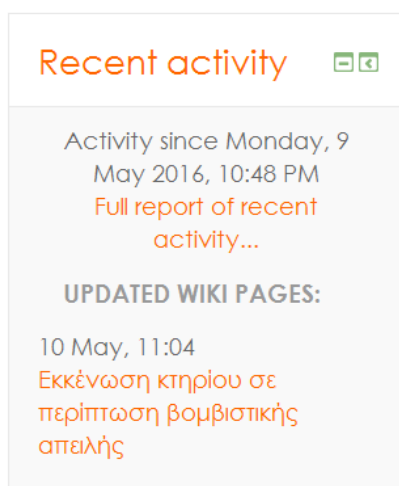 Recent activity
Activity since Monday, 9
May 2016, 10:48 PM
Full report of recent
activity...
UPDATED WIKI PAGES:
10 May, 11:04
Εκκένωση κτηρίου σε
περίπτωση βομβιστικής
απειλής